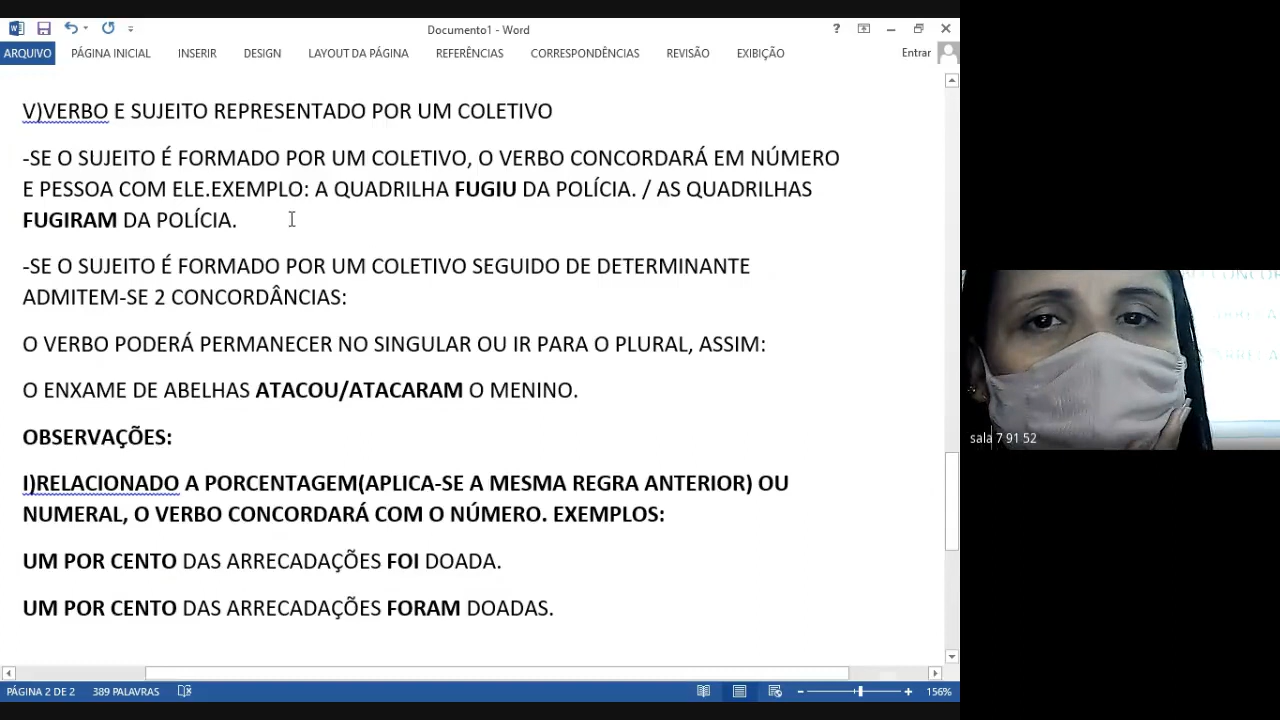 Documento1 - Word
ARQUIVO PÁGINA INICIAL INSERIR DESIGN LAYOUT DA PÁGINA REFERÊNCIAS CORRESPONDÊNCIAS REVISÃO EXIBIÇÃO Entrar
V)VERBO E SUJEITO REPRESENTADO POR UM COLETIVO
-SE O SUJEITO É FORMADO POR UM COLETIVO, O VERBO CONCORDARÁ EM NÚMERO
E PESSOA COM ELE.EXEMPLO: A QUADRILHA FUGIU DA POLÍCIA. / AS QUADRILHAS
FUGIRAM DA POLÍCIA.
-SE O SUJEITO É FORMADO POR UM COLETIVO SEGUIDO DE DETERMINANTE
ADMITEM-SE 2 CONCORDÂNCIAS:
O VERBO PODERÁ PERMANECER NO SINGULAR OU IR PARA O PLURAL, ASSIM:
O ENXAME DE ABELHAS ATACOU/ATACARAM O MENINO.
OBSERVAÇÕES:
I)RELACIONADO A PORCENTAGEM(APLICA-SE A MESMA REGRA ANTERIOR) OU
NUMERAL, O VERBO CONCORDARÁ COM O NÚMERO. EXEMPLOS:
UM POR CENTO DAS ARRECADAÇÕES FOI DOADA.
UM POR CENTO DAS ARRECADAÇÕES FORAM DOADAS.
PÁGINA 2 DE 2 389 PALAVRAS 156%
sala 7 91 52